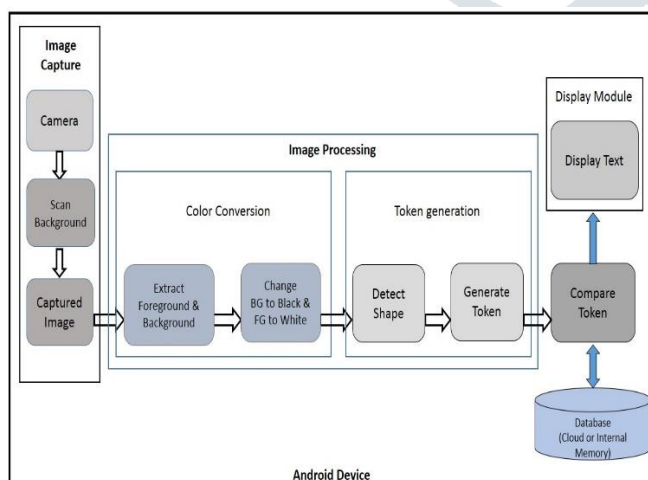 Image
Capture
Camera
Scan
Background
Captured
Image
Image Processing
Color Conversion
Extract
Foreground &
Background
Change
BG to Black &
FG to White
Token generation
Detect
Shape
Generate
Token
Compare
Token
Display Module
Display Text
Database
(Cloud or Internal
Memory)
Android Device